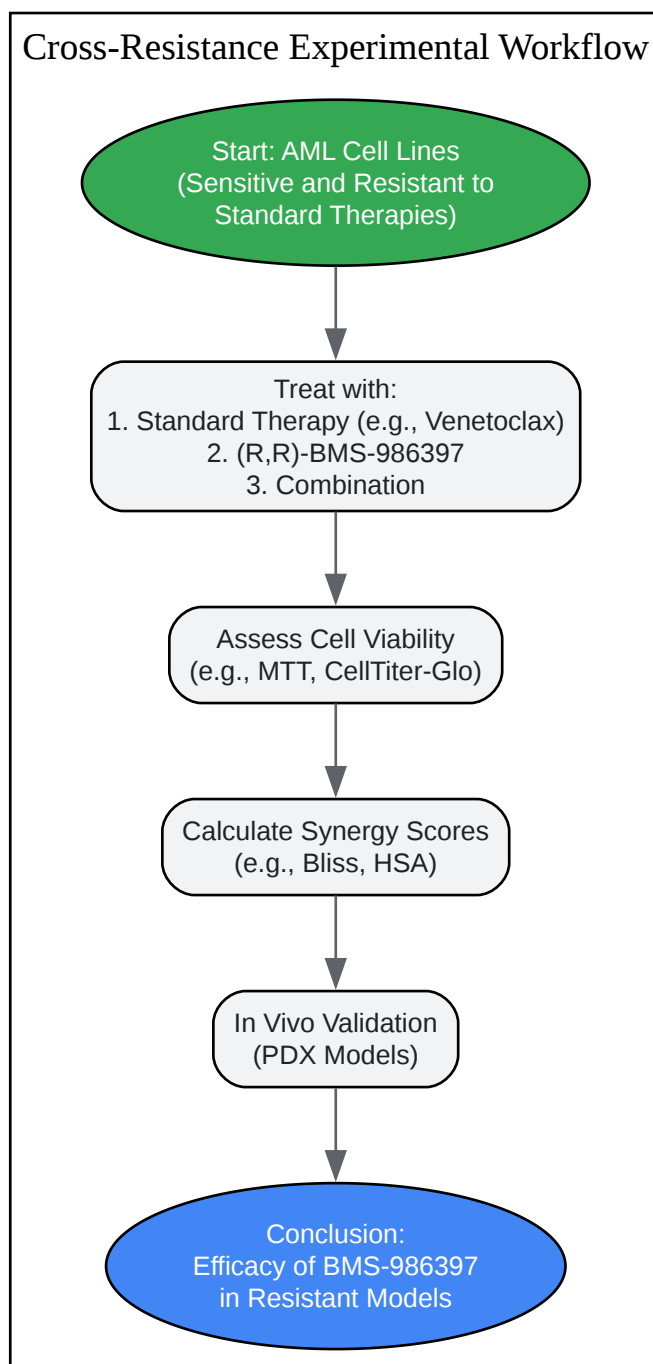 Cross-Resistance Experimental Workflow
Start: AML Cell Lines
(Sensitive and Resistant to
Standard Therapies)
Treat with:
1. Standard Therapy (e.g., Venetoclax)
2. (R,R)-BMS-986397
3. Combination
Assess Cell Viability
(e.g., MTT, CellTiter-Glo)
Calculate Synergy Scores
(e.g., Bliss, HSA)
In Vivo Validation
(PDX Models)
Conclusion:
Efficacy of BMS-986397
in Resistant Models